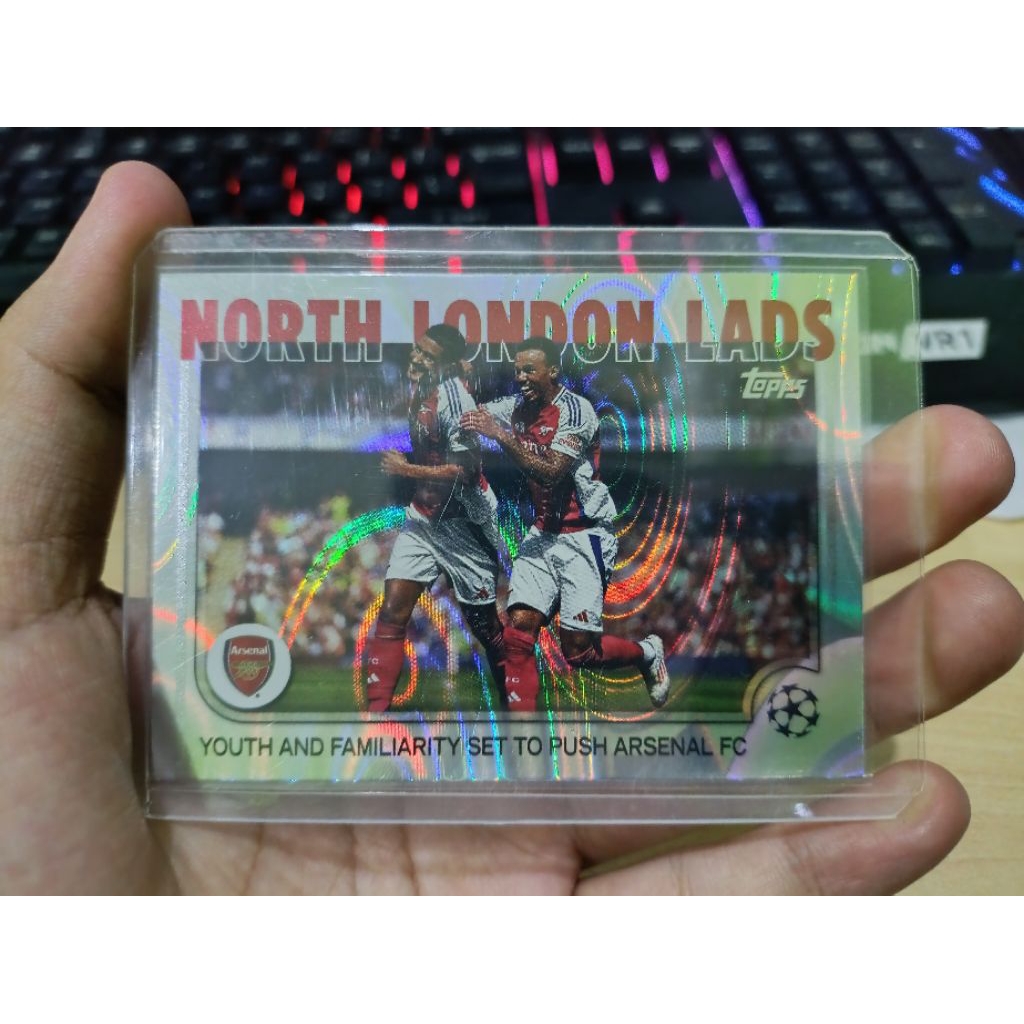 NORTH LONDON LADS
Topps
Arsenal
YOUTH AND FAMILIARITY SET TO PUSH ARSENAL FC